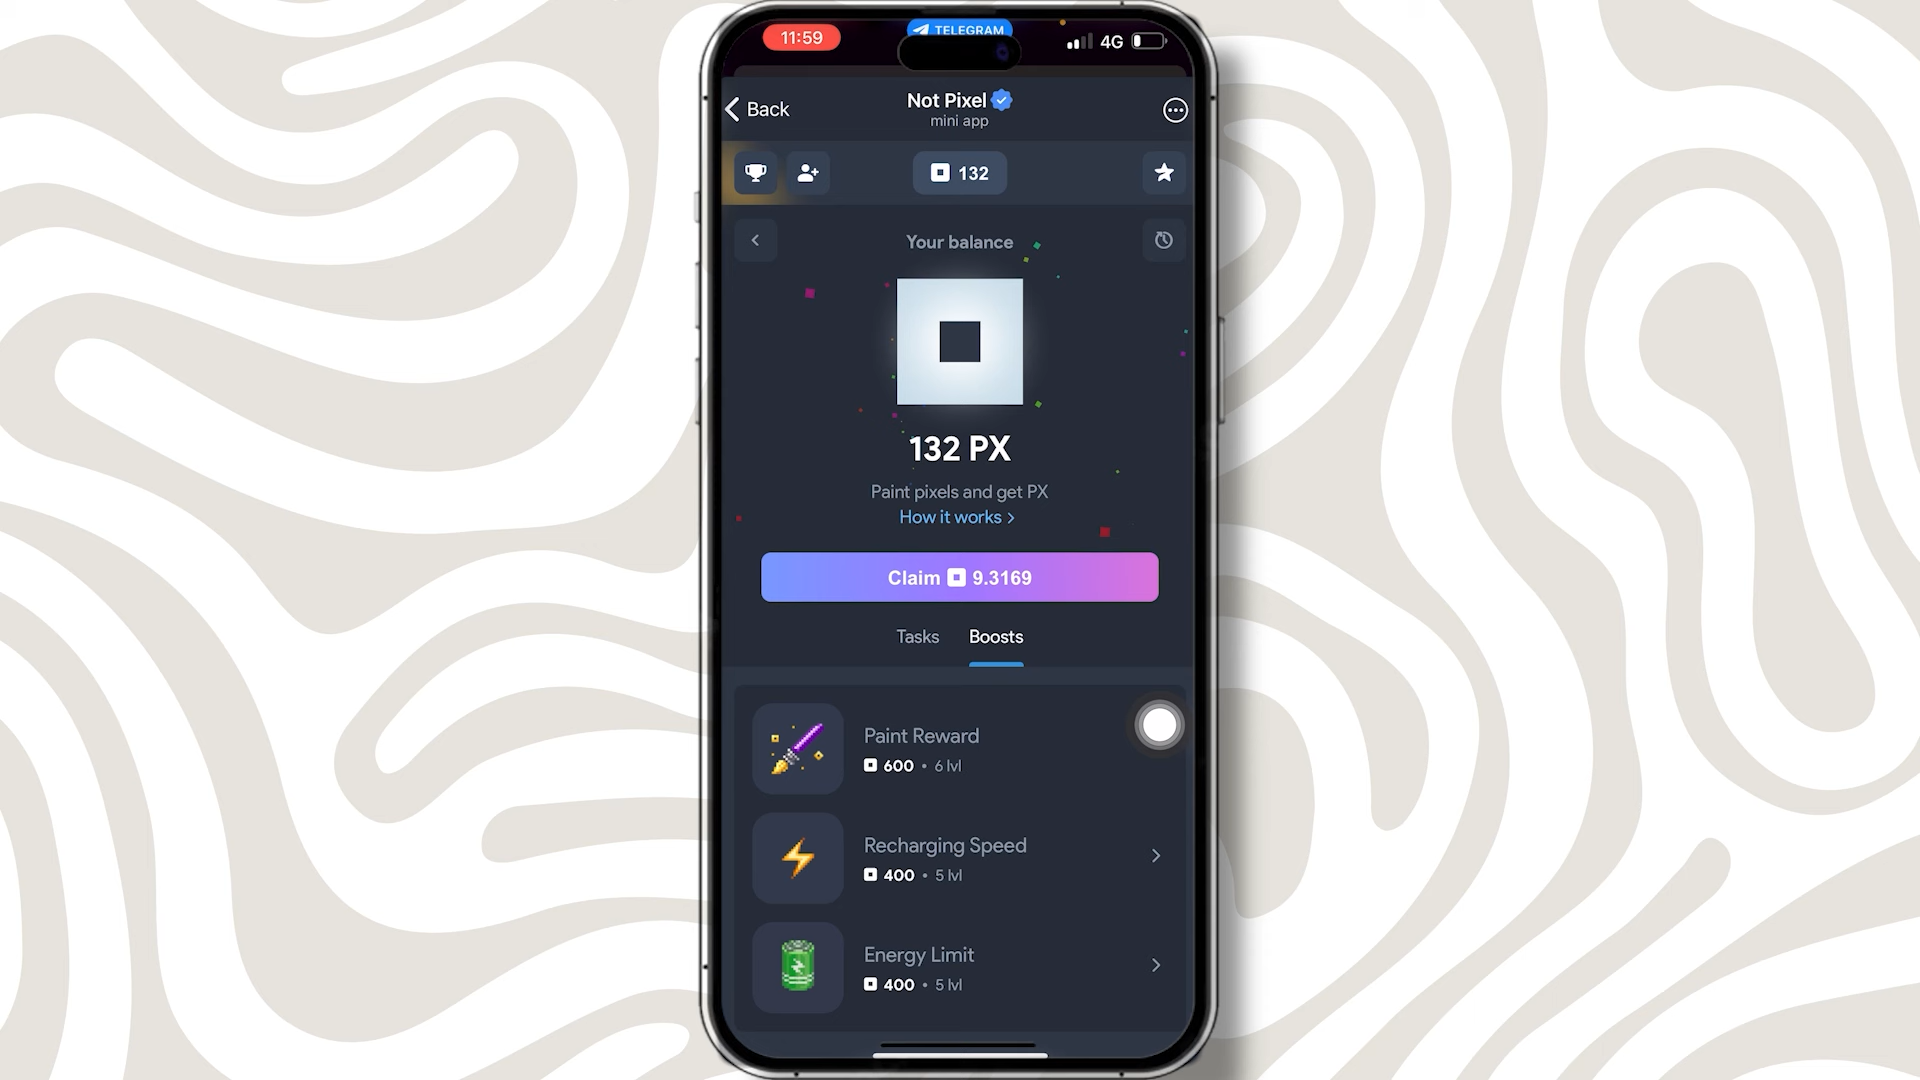 11:59
TELEGRAM
4G
Back
Not Pixel
mini app
132
Your balance
132 PX
Paint pixels and get PX
How it works >
Claim 9.3169
Tasks
Boosts
Paint Reward
600 • 6 lvl
Recharging Speed
400 • 5 lvl
Energy Limit
400 • 5 lvl